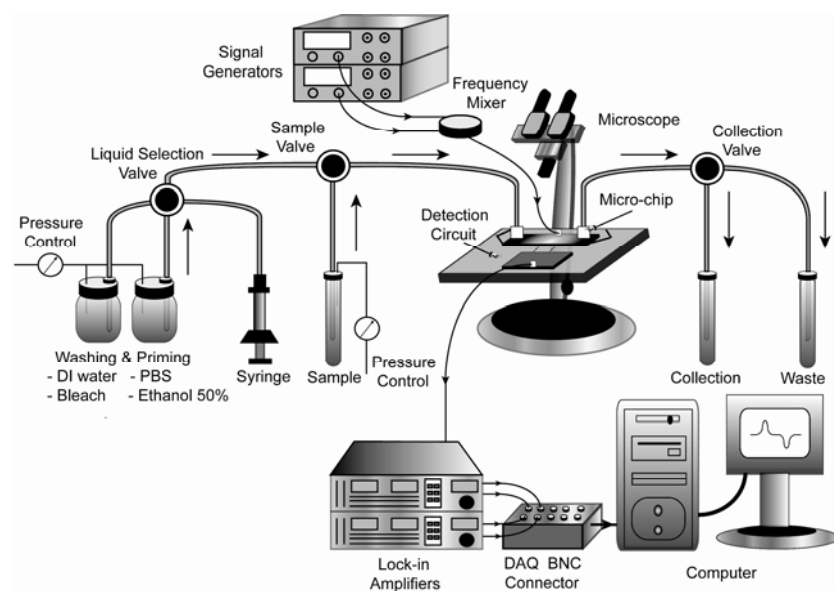 Signal
Generators
Frequency
Mixer
Microscope
Sample
Valve
Collection
Valve
Liquid Selection
Valve
Pressure
Control
Detection
Circuit
Micro-chip
Washing & Priming
- DI water - PBS
- Bleach - Ethanol 50%
Syringe
Sample
Pressure
Control
Collection
Waste
Lock-in
Amplifiers
DAQ BNC
Connector
Computer